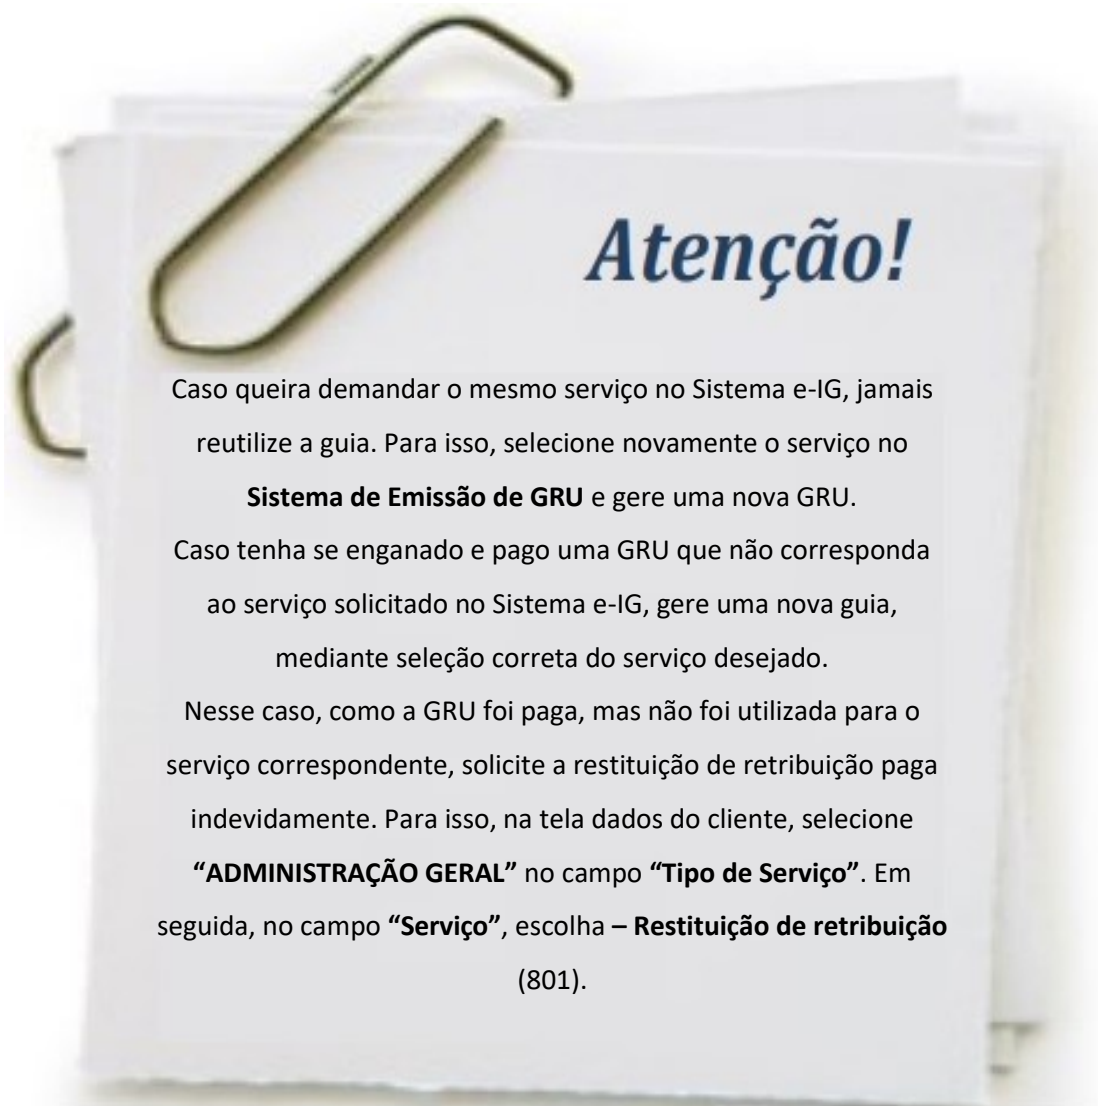 Atenção!
Caso queira demandar o mesmo serviço no Sistema e-IG, jamais
reutilize a guia. Para isso, selecione novamente o serviço no
Sistema de Emissão de GRU e gere uma nova GRU.
Caso tenha se enganado e pago uma GRU que não corresponda
ao serviço solicitado no Sistema e-IG, gere uma nova guia,
mediante seleção correta do serviço desejado.
Nesse caso, como a GRU foi paga, mas não foi utilizada para o
serviço correspondente, solicite a restituição de retribuição paga
indevidamente. Para isso, na tela dados do cliente, selecione
“ADMINISTRAÇÃO GERAL” no campo “Tipo de Serviço”. Em
seguida, no campo “Serviço”, escolha – Restituição de retribuição
(801).